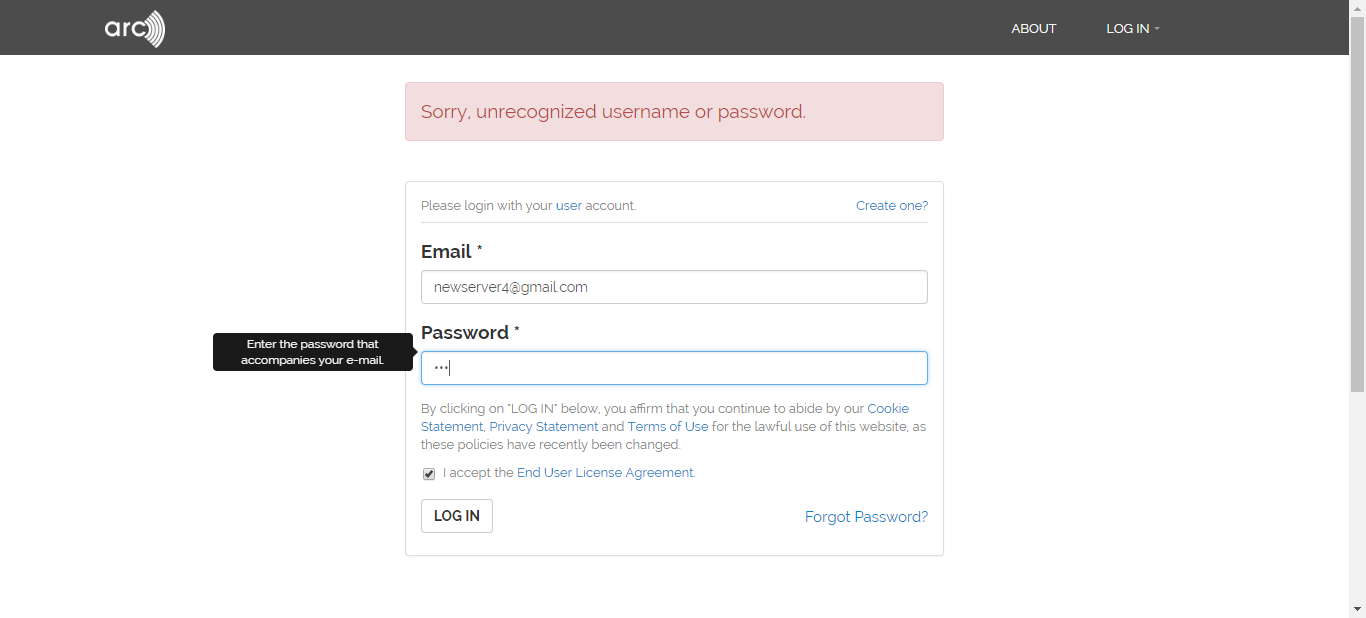 arc
ABOUT
LOG IN
Sorry, unrecognized username or password.
Please login with your user account.
Create one?
Email *
newserver4@gmail.com
Password *
Enter the password that
accompanies your e-mail.
***
By clicking on "LOG IN" below, you affirm that you continue to abide by our Cookie
Statement, Privacy Statement and Terms of Use for the lawful use of this website, as
these policies have recently been changed.
I accept the End User License Agreement.
LOG IN
Forgot Password?